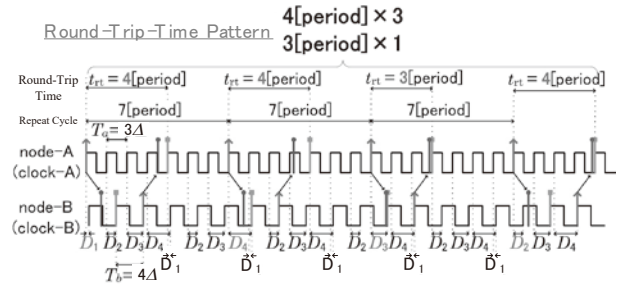 4[period]×3
Round-Trip-Time Pattern
3[period]×1
Round-Trip Time
t_rt = 4[period] t_rt = 4[period] t_rt = 3[period] t_rt = 4[period]
Repeat Cycle 7[period] 7[period] 7[period]
T_a= 3Δ
node-A
(clock-A)
node-B
(clock-B)
D_1 D_2 D_3 D_4 D_2 D_3 D_4 D_2 D_3 D_4 D_2 D_3 D_4 D_2 D_3 D_4 D_2 D_3 D_4
D_1 D_1 D_1 D_1 D_1
T_b= 4Δ